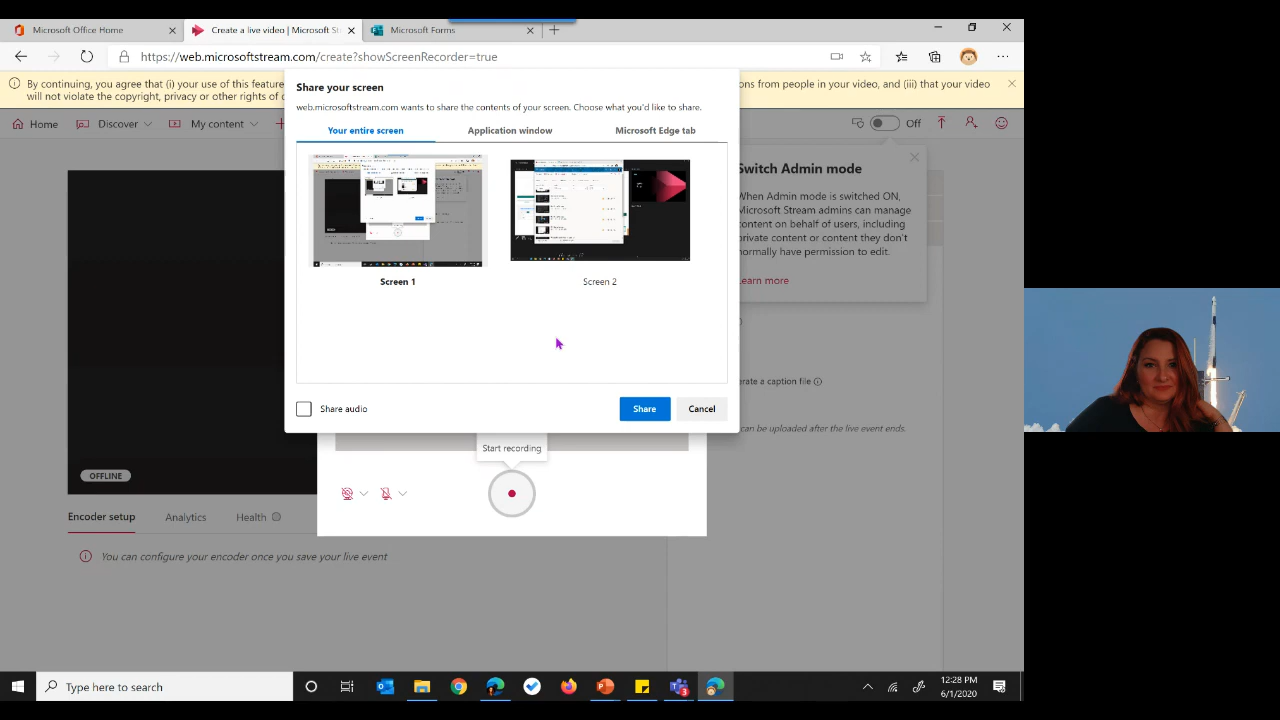 Microsoft Office Home
Create a live video | Microsoft St
Microsoft Forms
https://web.microsoftstream.com/create?showScreenRecorder=true
By continuing, you agree that (i) your use of this feature
ons from people in your video, and (iii) that your video
will not violate the copyright, privacy or other rights of
Home
Discover
My content
Off
Share your screen
web.microsoftstream.com wants to share the contents of your screen. Choose what you'd like to share.
Your entire screen
Application window
Microsoft Edge tab
Screen 1
Screen 2
Share audio
Share
Cancel
Switch Admin mode
When Admin mode is switched ON,
Microsoft Stream admins can manage
content on behalf of users, including
private content or content they don't
normally have permission to edit.
Learn more
rate a caption file
can be uploaded after the live event ends.
Start recording
OFFLINE
Encoder setup
Analytics
Health
You can configure your encoder once you save your live event
Type here to search
12:28 PM
6/1/2020